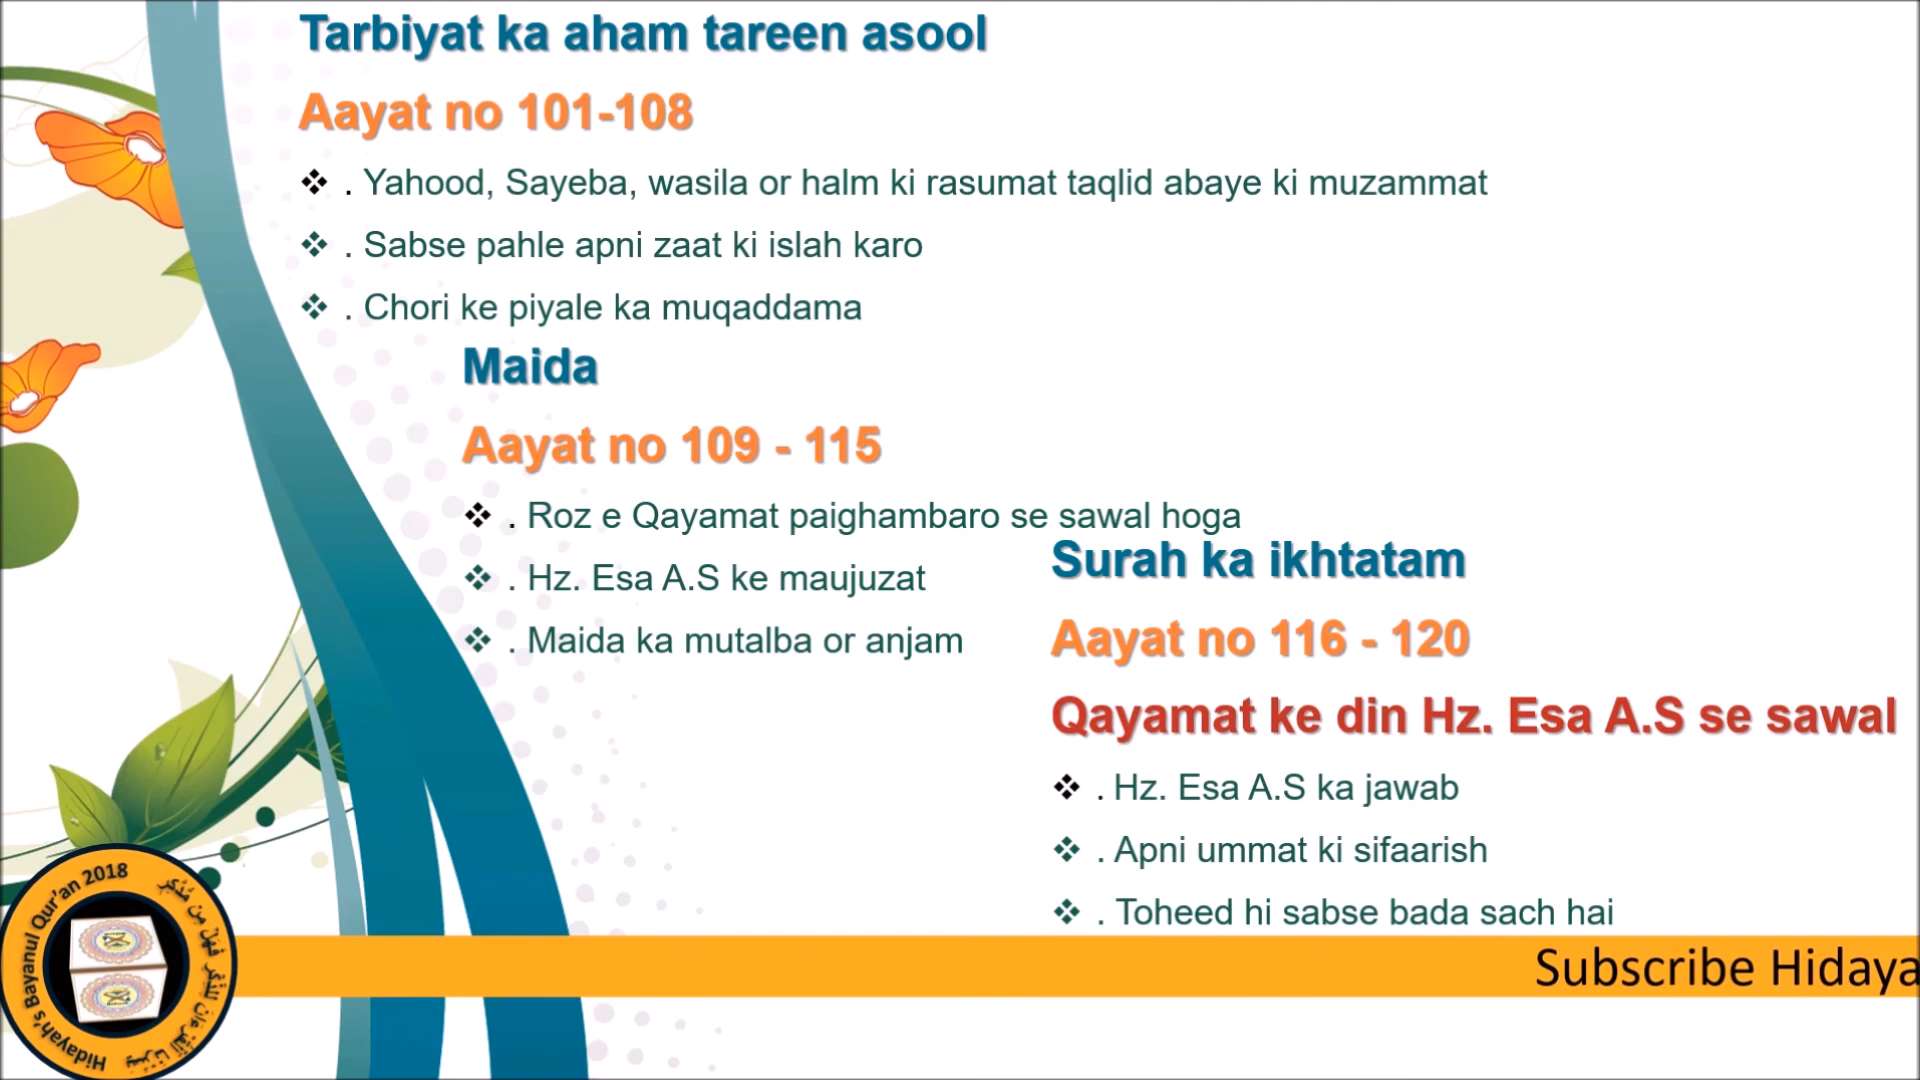 Tarbiyat ka aham tareen asool
Aayat no 101-108
❖ . Yahood, Sayeba, wasila or halm ki rasumat taqlid abaye ki muzammat
❖ . Sabse pahle apni zaat ki islah karo
❖ . Chori ke piyale ka muqaddama
Maida
Aayat no 109 - 115
❖ . Roz e Qayamat paighambaro se sawal hoga
❖ . Hz. Esa A.S ke maujuzat
❖ . Maida ka mutalba or anjam
Surah ka ikhtatam
Aayat no 116 - 120
Qayamat ke din Hz. Esa A.S se sawal
❖ . Hz. Esa A.S ka jawab
❖ . Apni ummat ki sifaarish
❖ . Toheed hi sabse bada sach hai
Subscribe Hidaya
Hidayah's Bayanul Qur'an 2018
فَهَلْ مِن مُّدَّكِرٍ